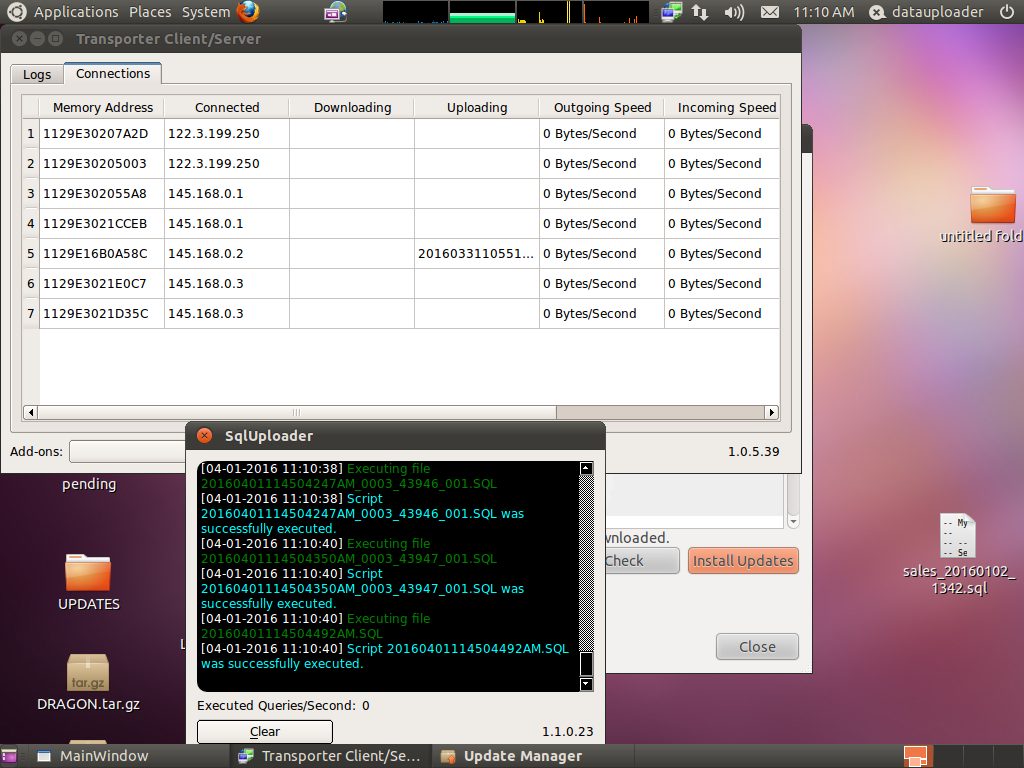 Applications Places System 11:10 AM datauploader
Transporter Client/Server
Logs Connections
Memory Address Connected Downloading Uploading Outgoing Speed Incoming Speed
1 1129E30207A2D 122.3.199.250 0 Bytes/Second 0 Bytes/Second
2 1129E30205003 122.3.199.250 0 Bytes/Second 0 Bytes/Second
3 1129E302055A8 145.168.0.1 0 Bytes/Second 0 Bytes/Second
4 1129E3021CCEB 145.168.0.1 0 Bytes/Second 0 Bytes/Second
5 1129E16B0A58C 145.168.0.2 2016033110551... 0 Bytes/Second 0 Bytes/Second
6 1129E3021E0C7 145.168.0.3 0 Bytes/Second 0 Bytes/Second
7 1129E3021D35C 145.168.0.3 0 Bytes/Second 0 Bytes/Second
Add-ons: 1.0.5.39
untitled fold
pending
UPDATES
DRAGON.tar.gz
SqlUploader
[04-01-2016 11:10:38] Executing file
20160401114504247AM_0003_43946_001.SQL
[04-01-2016 11:10:38] Script
20160401114504247AM_0003_43946_001.SQL was
successfully executed.
[04-01-2016 11:10:40] Executing file
20160401114504350AM_0003_43947_001.SQL
[04-01-2016 11:10:40] Script
20160401114504350AM_0003_43947_001.SQL was
successfully executed.
[04-01-2016 11:10:40] Executing file
20160401114504492AM.SQL
[04-01-2016 11:10:40] Script 20160401114504492AM.SQL
was successfully executed.
Executed Queries/Second: 0
Clear 1.1.0.23
wnloaded.
Check Install Updates
Close
-- My
--
-- --
-- Se
sales_20160102_
1342.sql
MainWindow Transporter Client/Se... Update Manager